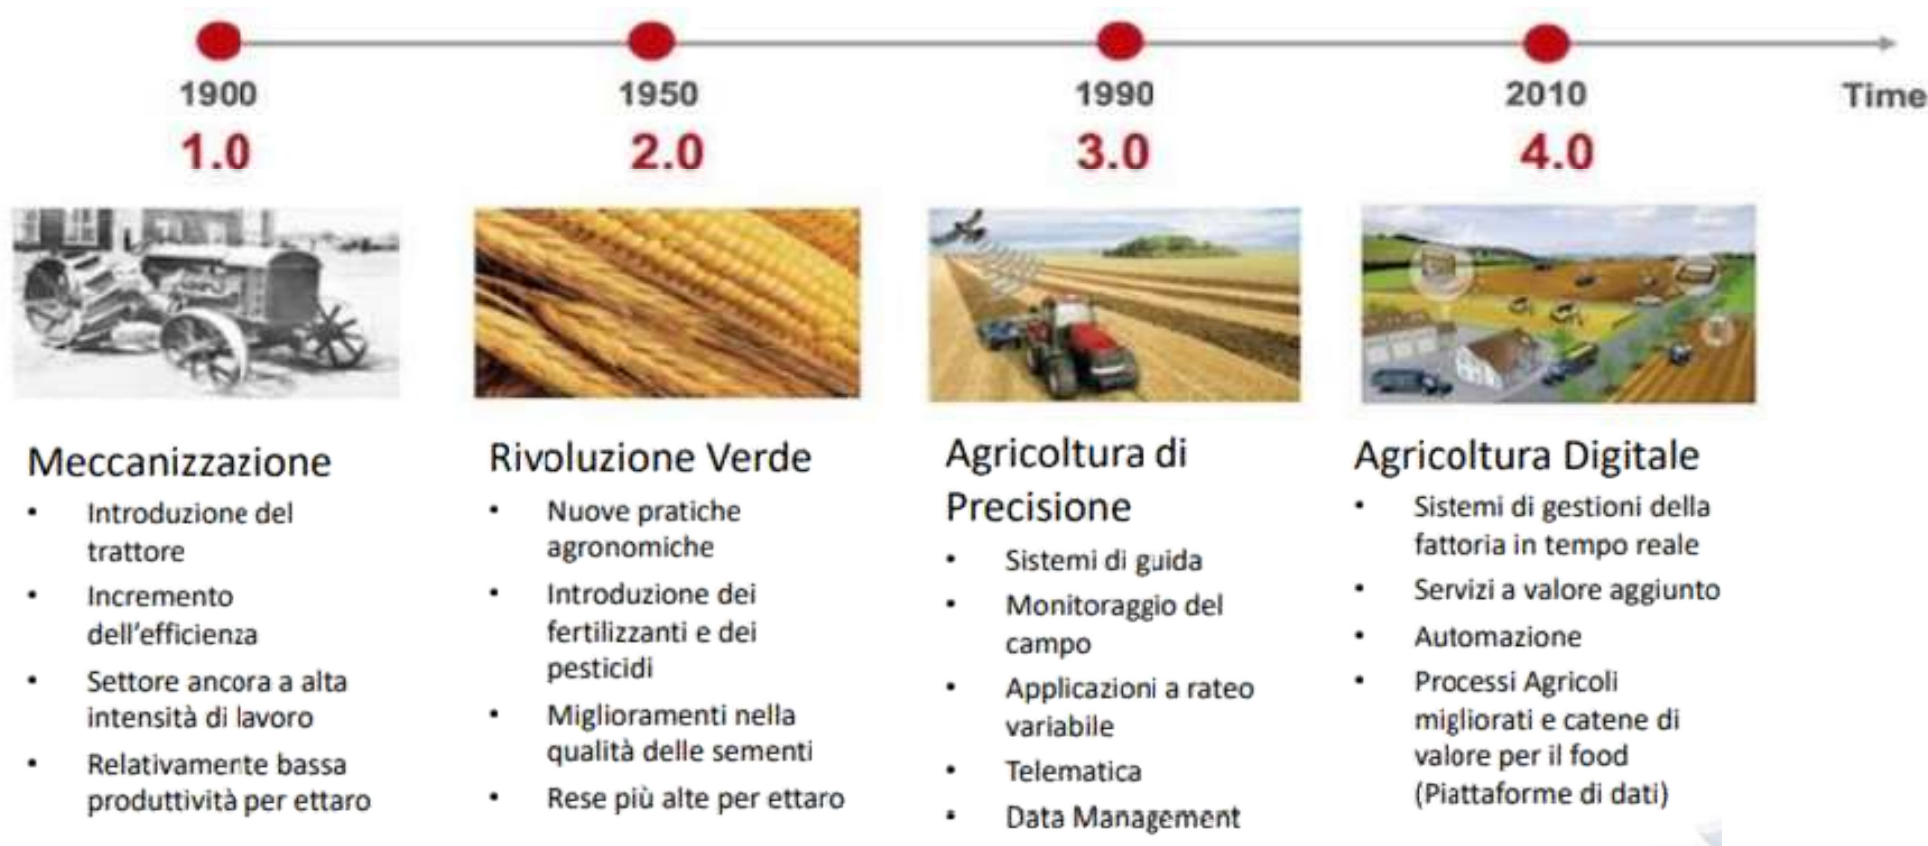 1900
1950
1990
2010
Time
1.0
2.0
3.0
4.0
Meccanizzazione
• Introduzione del
trattore
• Incremento
dell'efficienza
• Settore ancora a alta
intensità di lavoro
• Relativamente bassa
produttività per ettaro
Rivoluzione Verde
• Nuove pratiche
agronomiche
• Introduzione dei
fertilizzanti e dei
pesticidi
• Miglioramenti nella
qualità delle sementi
• Rese più alte per ettaro
Agricoltura di
Precisione
• Sistemi di guida
• Monitoraggio del
campo
• Applicazioni a rateo
variabile
• Telematica
• Data Management
Agricoltura Digitale
• Sistemi di gestioni della
fattoria in tempo reale
• Servizi a valore aggiunto
• Automazione
• Processi Agricoli
migliorati e catene di
valore per il food
(Piattaforme di dati)